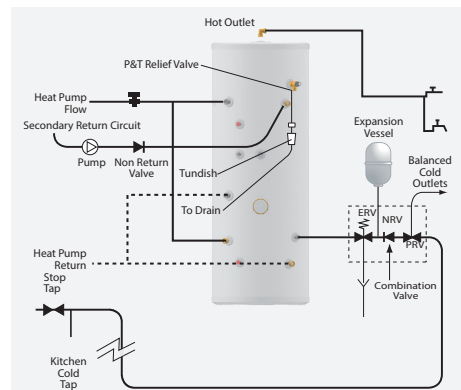 Hot Outlet
P&T Relief Valve
Heat Pump
Flow
Secondary Return Circuit
Pump
Non Return
Valve
Tundish
To Drain
Expansion
Vessel
Balanced
Cold
Outlets
ERV
NRV
PRV
Combination
Valve
Heat Pump
Return
Stop
Tap
Kitchen
Cold
Tap